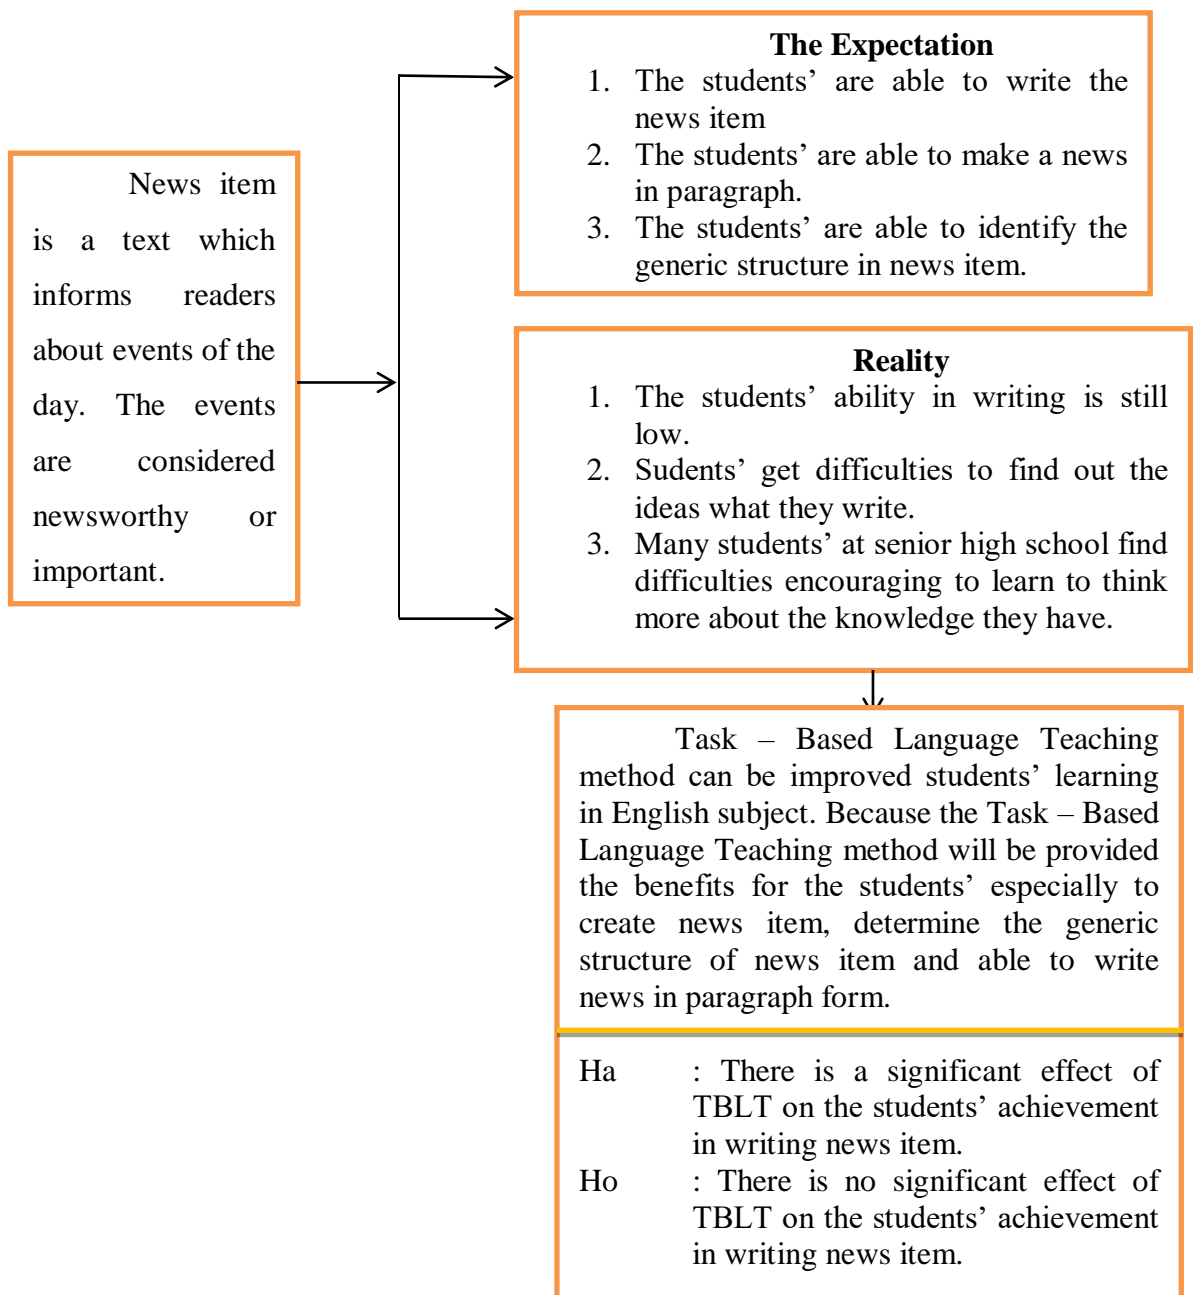 News item
is a text which
informs readers
about events of the
day. The events
are considered
newsworthy or
important.
The Expectation
1. The students’ are able to write the
news item
2. The students’ are able to make a news
in paragraph.
3. The students’ are able to identify the
generic structure in news item.
Reality
1. The students’ ability in writing is still
low.
2. Sudents’ get difficulties to find out the
ideas what they write.
3. Many students’ at senior high school find
difficulties encouraging to learn to think
more about the knowledge they have.
Task – Based Language Teaching
method can be improved students’ learning
in English subject. Because the Task – Based
Language Teaching method will be provided
the benefits for the students’ especially to
create news item, determine the generic
structure of news item and able to write
news in paragraph form.
Ha : There is a significant effect of
TBLT on the students’ achievement
in writing news item.
Ho : There is no significant effect of
TBLT on the students’ achievement
in writing news item.